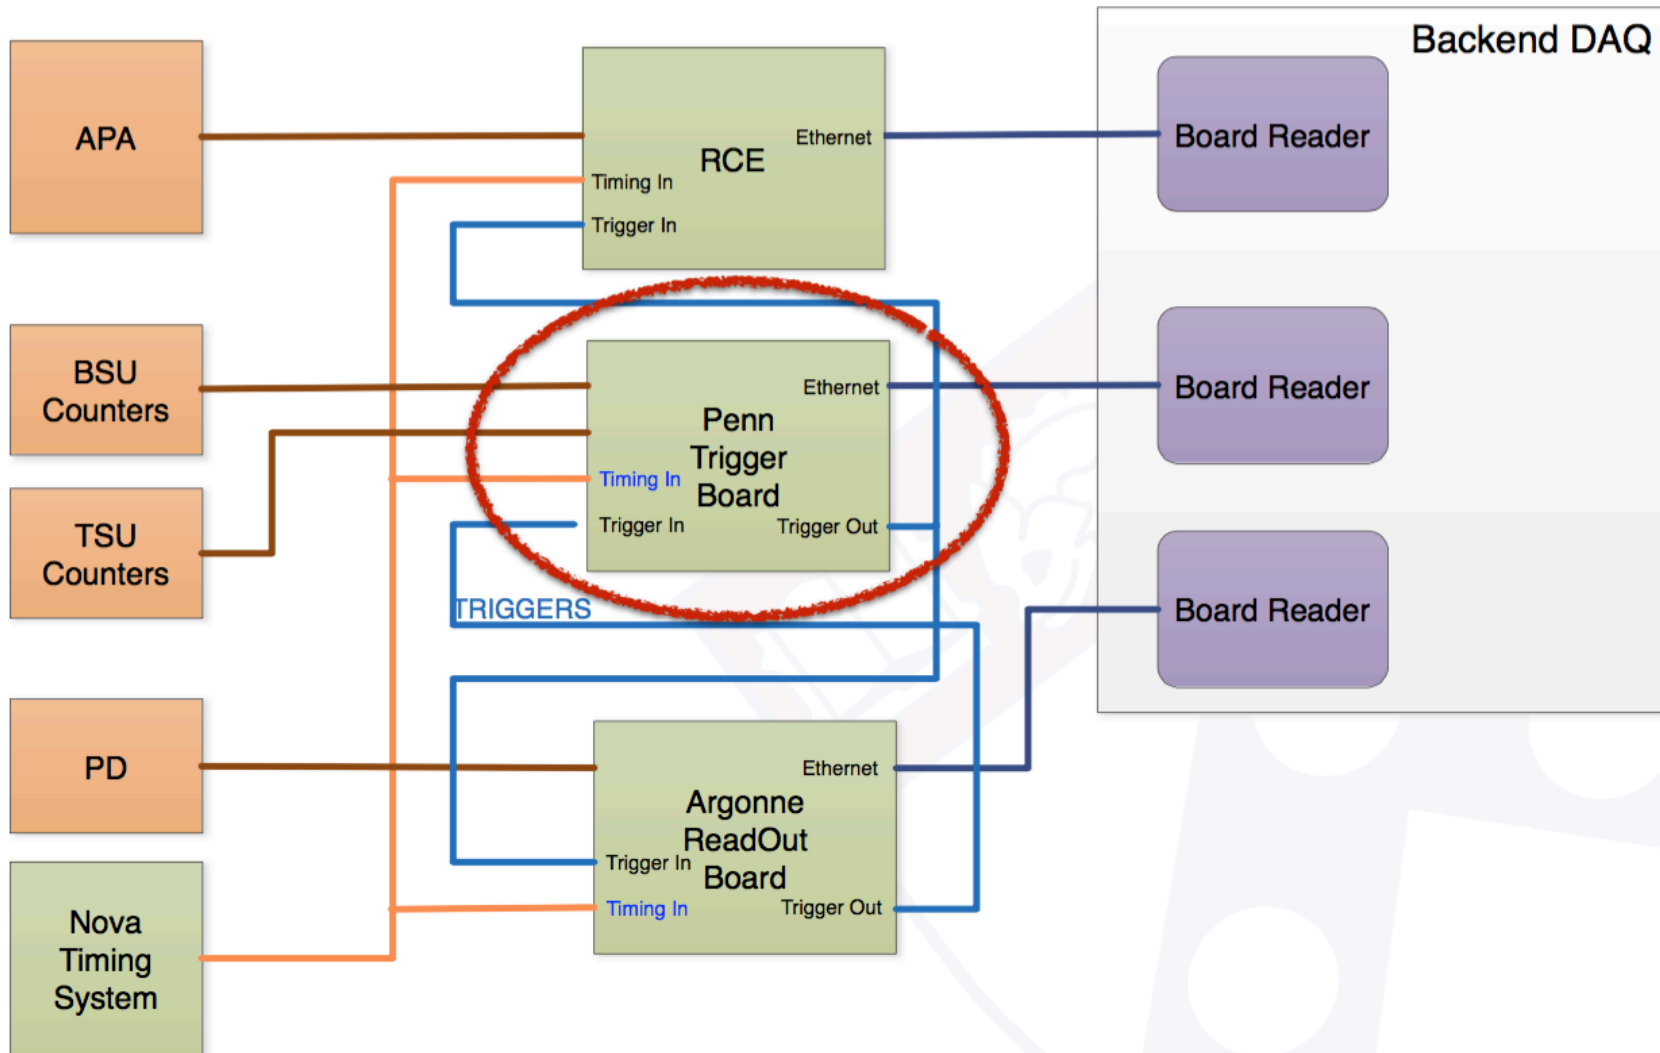 Backend DAQ
APA
Ethernet
RCE
Timing In
Trigger In
Board Reader
BSU
Counters
Ethernet
Penn
Trigger
Board
Timing In
Trigger In
Trigger Out
Board Reader
TSU
Counters
TRIGGERS
Board Reader
PD
Ethernet
Argonne
ReadOut
Board
Trigger In
Timing In
Trigger Out
Nova
Timing
System